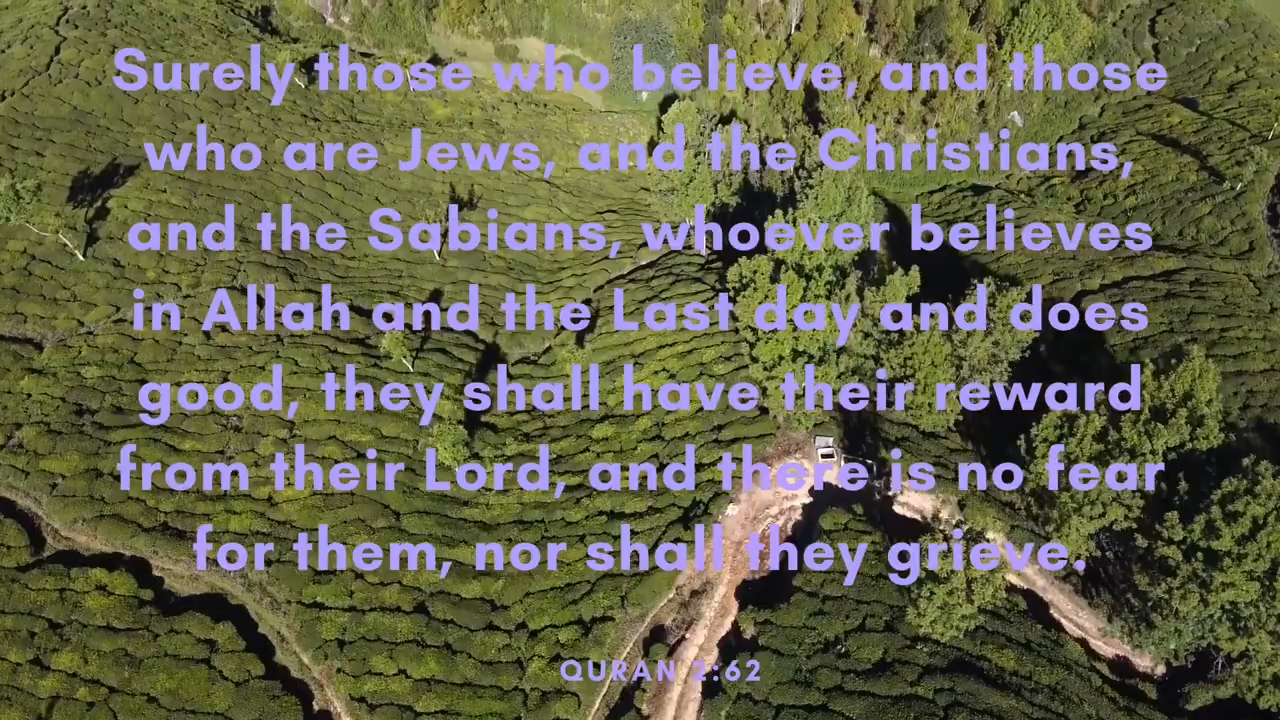 Surely those who believe, and those
who are Jews, and the Christians,
and the Sabians, whoever believes
in Allah and the Last day and does
good, they shall have their reward
from their Lord, and there is no fear
for them, nor shall they grieve.
QURAN 2:62